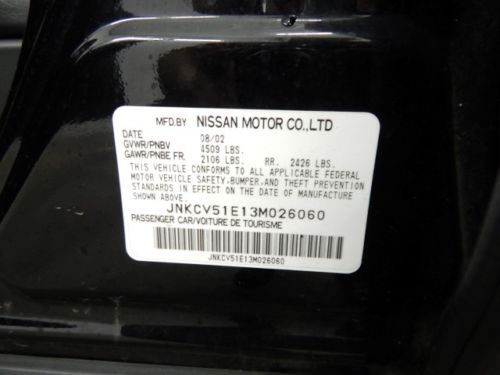 MFD.BY NISSAN MOTOR CO.,LTD
DATE 08/02
GVWR/PNBV 4509 LBS.
GAWR/PNBE FR. 2106 LBS. RR. 2426 LBS.
THIS VEHICLE CONFORMS TO ALL APPLICABLE FEDERAL
MOTOR VEHICLE SAFETY,BUMPER,AND THEFT PREVENTION
STANDARDS IN EFFECT ON THE DATE OF MANUFACTURE
SHOWN ABOVE.
JNKCV51E13M026060
PASSENGER CAR/VOITURE DE TOURISME
JNKCV51E13M026060